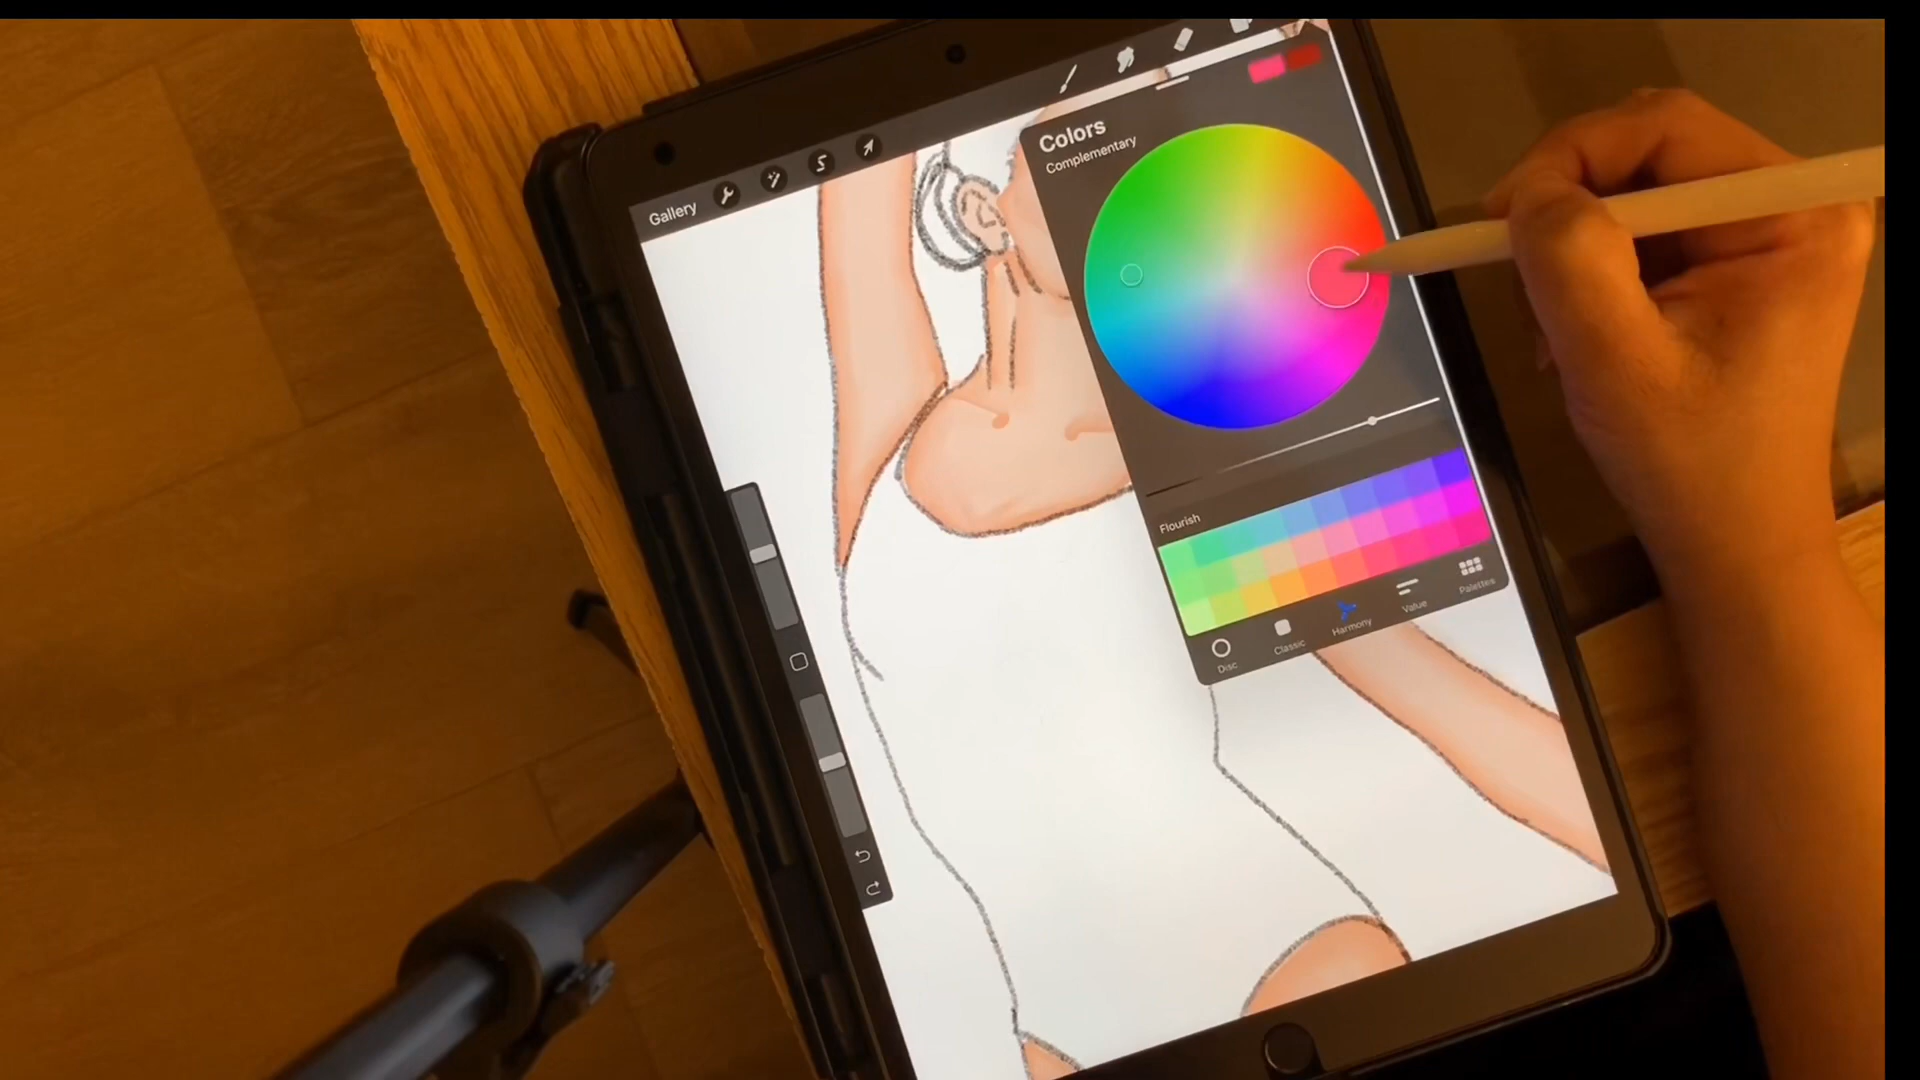 Gallery
Colors
Complementary
Flourish
Disc
Classic
Harmony
Value
Palettes